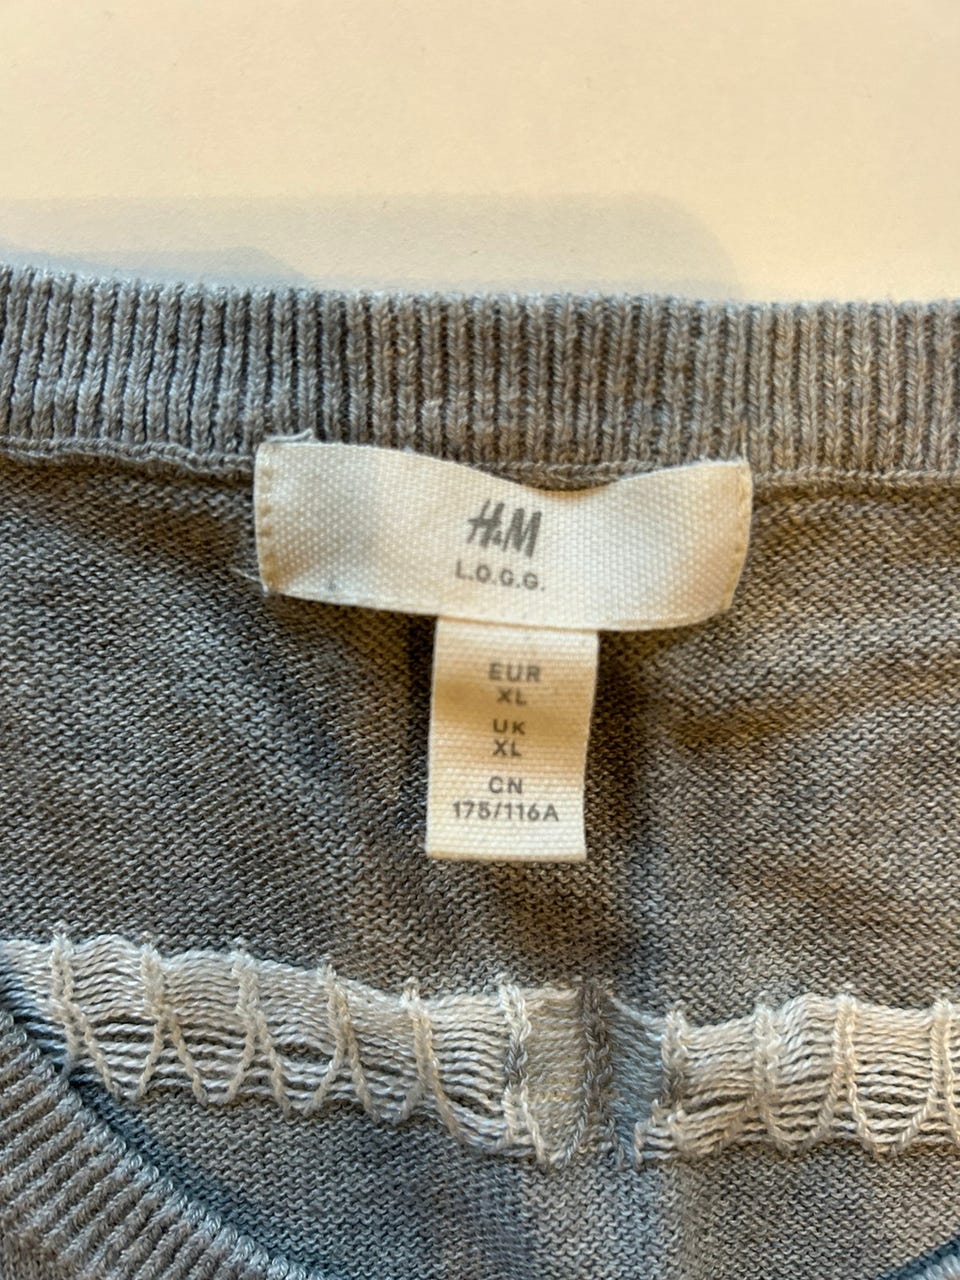 H&M
L.O.G.G.
EUR
XL
UK
XL
CN
175/116A